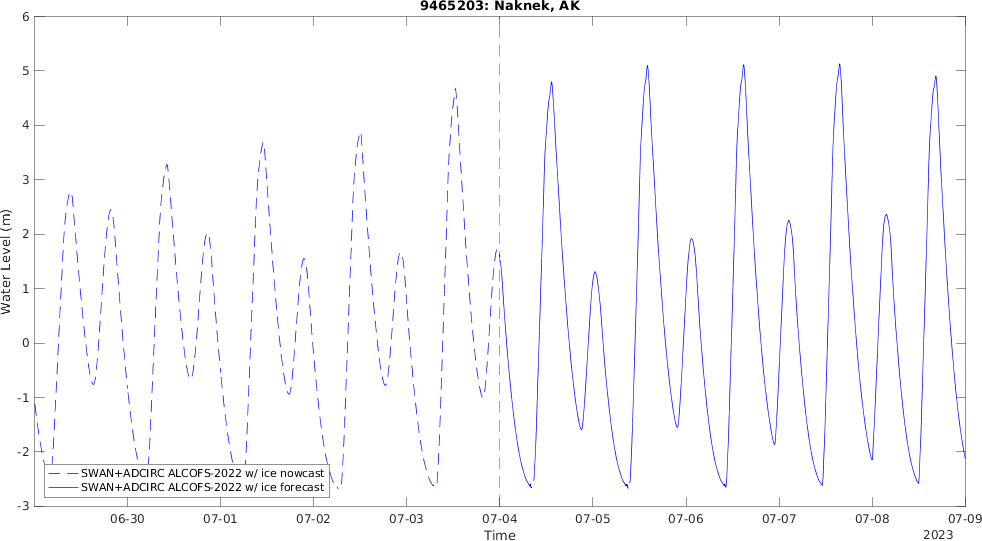 9465203: Naknek, AK
6
5
4
3
2
1
0
-1
-2
-3
Water Level (m)
SWAN+ADCIRC ALCOFS-2022 w/ ice nowcast
SWAN+ADCIRC ALCOFS-2022 w/ ice forecast
06-30 07-01 07-02 07-03 07-04 07-05 07-06 07-07 07-08 07-09
Time
2023